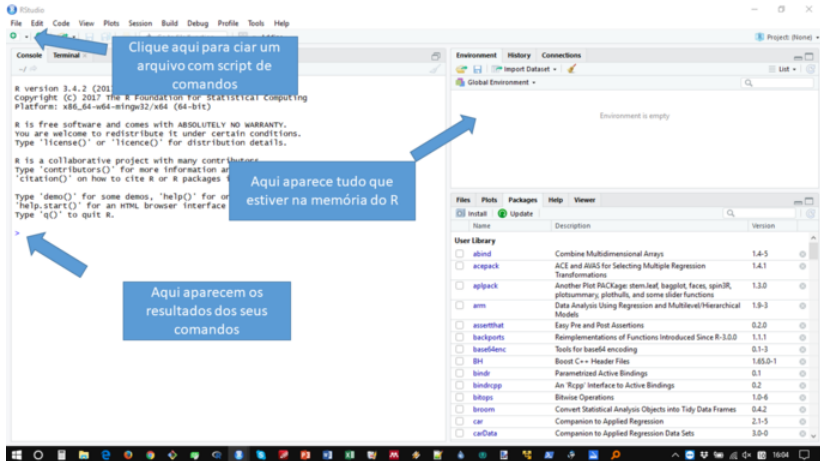 RStudio
File Edit Code View Plots Session Build Debug Profile Tools Help
Project: (None)
Console Terminal
~/
R version 3.4.2 (201
Copyright (C) 2017 The R Foundation for Statistical Computing
Platform: x86_64-w64-mingw32/x64 (64-bit)
R is free software and comes with ABSOLUTELY NO WARRANTY.
You are welcome to redistribute it under certain conditions.
Type 'license()' or 'licence()' for distribution details.
R is a collaborative project with many contributors.
Type 'contributors()' for more information an
'citation()' on how to cite R or R packages i
Type 'demo()' for some demos, 'help()' for on
'help.start()' for an HTML browser interface
Type 'q()' to quit R.
>
Clique aqui para ciar um
arquivo com script de
comandos
Aqui aparece tudo que
estiver na memória do R
Aqui aparecem os
resultados dos seus
comandos
Environment History Connections
Import Dataset List
Global Environment
Environment is empty
Files Plots Packages Help Viewer
Install Update
Name Description Version
User Library
abind Combine Multidimensional Arrays 1.4-5
acepack ACE and AVAS for Selecting Multiple Regression 1.4.1
Transformations
aplpack Another Plot PACKage: stem.leaf, bagplot, faces, spin3R, 1.3.0
plotsummary, plothulls, and some slider functions
arm Data Analysis Using Regression and Multilevel/Hierarchical 1.9-3
Models
assertthat Easy Pre and Post Assertions 0.2.0
backports Reimplementations of Functions Introduced Since R-3.0.0 1.1.1
base64enc Tools for base64 encoding 0.1-3
BH Boost C++ Header Files 1.65.0-1
bindr Parametrized Active Bindings 0.1
bindrcpp An 'Rcpp' Interface to Active Bindings 0.2
bitops Bitwise Operations 1.0-6
broom Convert Statistical Analysis Objects into Tidy Data Frames 0.4.2
car Companion to Applied Regression 2.1-5
carData Companion to Applied Regression Data Sets 3.0-0
16:04